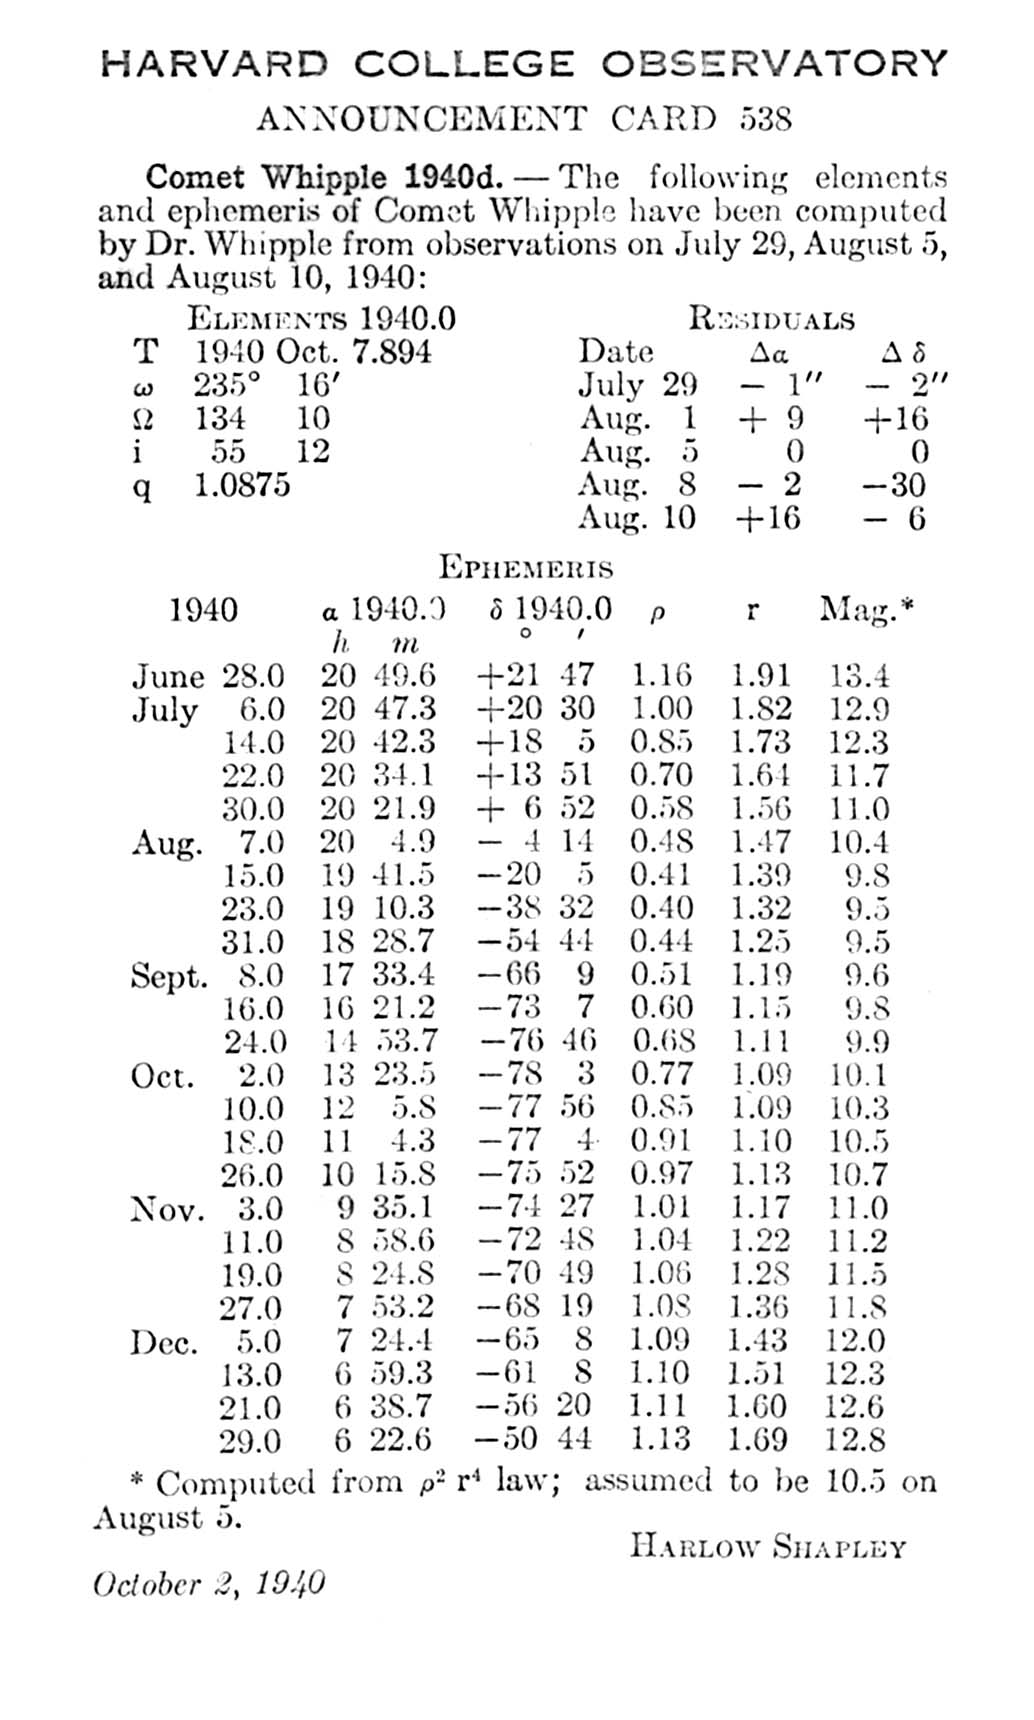 HARVARD COLLEGE OBSERVATORY
ANNOUNCEMENT CARD 538
Comet Whipple 1940d. — The following elements
and ephemeris of Comet Whipple have been computed
by Dr. Whipple from observations on July 29, August 5,
and August 10, 1940:
ELEMENTS 1940.0 RESIDUALS
T 1940 Oct. 7.894 Date Δα Δ δ
ω 235° 16′ July 29 − 1″ − 2″
Ω 134 10 Aug. 1 + 9 +16
i 55 12 Aug. 5 0 0
q 1.0875 Aug. 8 − 2 −30
Aug. 10 +16 − 6
EPHEMERIS
1940 α 1940.0 δ 1940.0 ρ r Mag.*
h m ° ′
June 28.0 20 49.6 +21 47 1.16 1.91 13.4
July 6.0 20 47.3 +20 30 1.00 1.82 12.9
14.0 20 42.3 +18 5 0.85 1.73 12.3
22.0 20 34.1 +13 51 0.70 1.64 11.7
30.0 20 21.9 + 6 52 0.58 1.56 11.0
Aug. 7.0 20 4.9 − 4 14 0.48 1.47 10.4
15.0 19 41.5 −20 5 0.41 1.39 9.8
23.0 19 10.3 −38 32 0.40 1.32 9.5
31.0 18 28.7 −54 44 0.44 1.25 9.5
Sept. 8.0 17 33.4 −66 9 0.51 1.19 9.6
16.0 16 21.2 −73 7 0.60 1.15 9.8
24.0 14 53.7 −76 46 0.68 1.11 9.9
Oct. 2.0 13 23.5 −78 3 0.77 1.09 10.1
10.0 12 5.8 −77 56 0.85 1.09 10.3
18.0 11 4.3 −77 4 0.91 1.10 10.5
26.0 10 15.8 −75 52 0.97 1.13 10.7
Nov. 3.0 9 35.1 −74 27 1.01 1.17 11.0
11.0 8 58.6 −72 48 1.04 1.22 11.2
19.0 8 24.8 −70 49 1.06 1.28 11.5
27.0 7 53.2 −68 19 1.08 1.36 11.8
Dec. 5.0 7 24.4 −65 8 1.09 1.43 12.0
13.0 6 59.3 −61 8 1.10 1.51 12.3
21.0 6 38.7 −56 20 1.11 1.60 12.6
29.0 6 22.6 −50 44 1.13 1.69 12.8
* Computed from ρ² r⁴ law; assumed to be 10.5 on
August 5.
HARLOW SHAPLEY
October 2, 1940